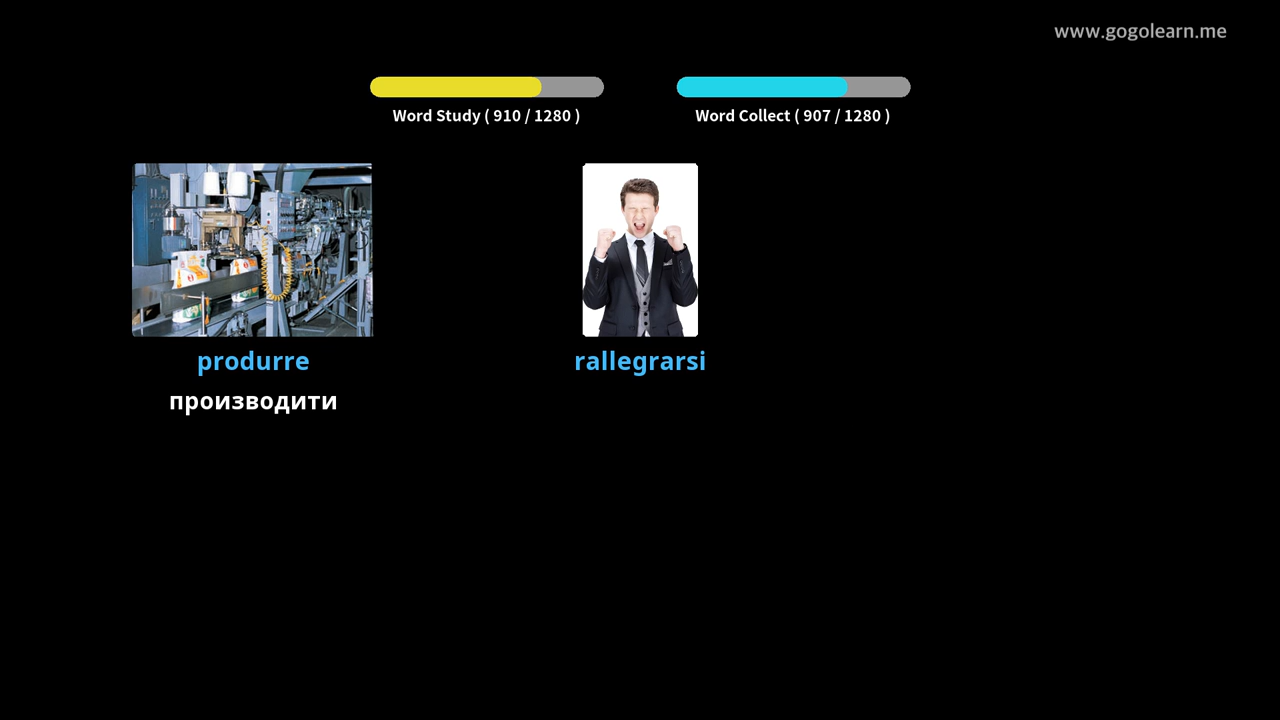 www.gogolearn.me
Word Study ( 910 / 1280 )
Word Collect ( 907 / 1280 )
produrre
производити
rallegrarsi